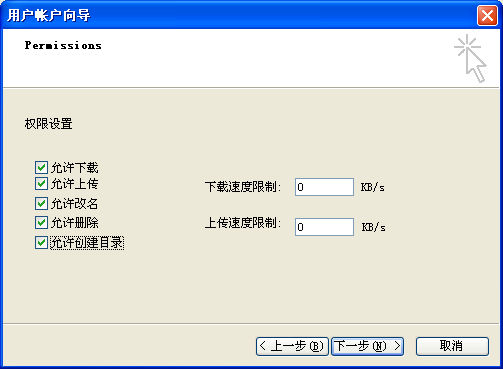 用户帐户向导
Permissions
权限设置
允许下载
允许上传
允许改名
允许删除
允许创建目录
下载速度限制: 0 KB/s
上传速度限制: 0 KB/s
< 上一步(B) 下一步(N) > 取消